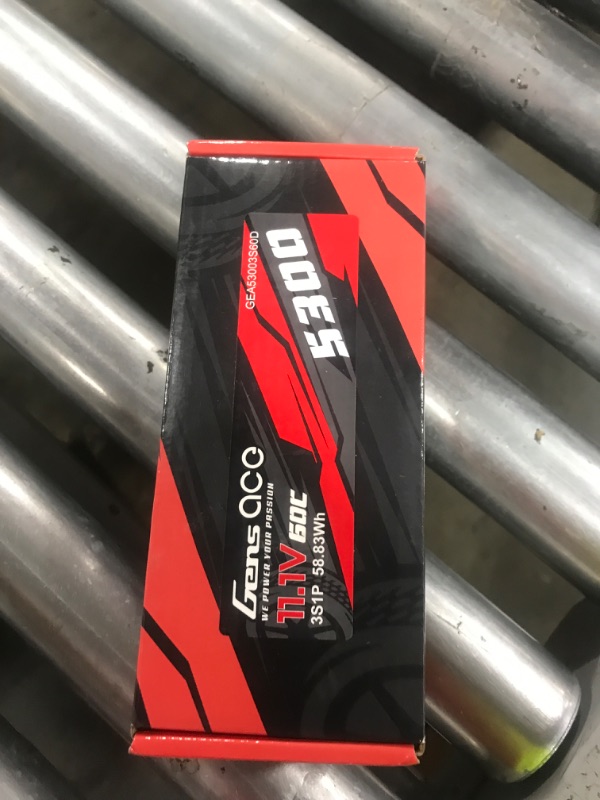 GEA53003S60D
5300
Gens ace
WE POWER YOUR PASSION
11.1V 60C
3S1P 58.83Wh